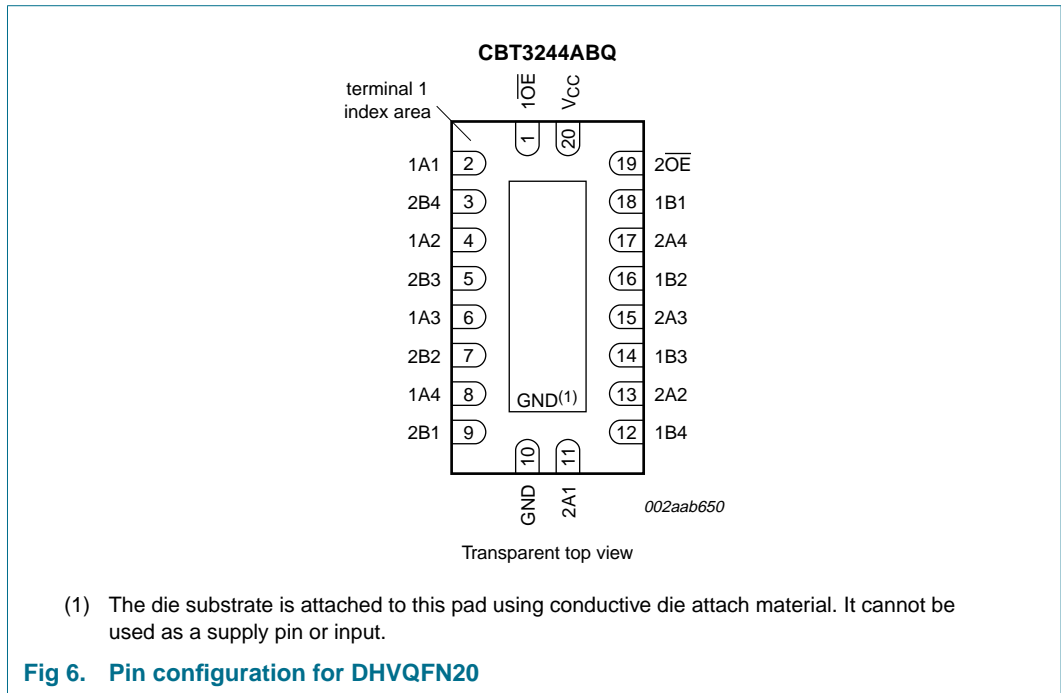 CBT3244ABQ
terminal 1
index area
1O̅E̅
VCC
1
20
1A1 2
19 2O̅E̅
2B4 3
18 1B1
1A2 4
17 2A4
2B3 5
16 1B2
1A3 6
15 2A3
2B2 7
14 1B3
1A4 8
13 2A2
2B1 9
12 1B4
GND(1)
10
11
GND
2A1
002aab650
Transparent top view
(1) The die substrate is attached to this pad using conductive die attach material. It cannot be
used as a supply pin or input.
Fig 6. Pin configuration for DHVQFN20